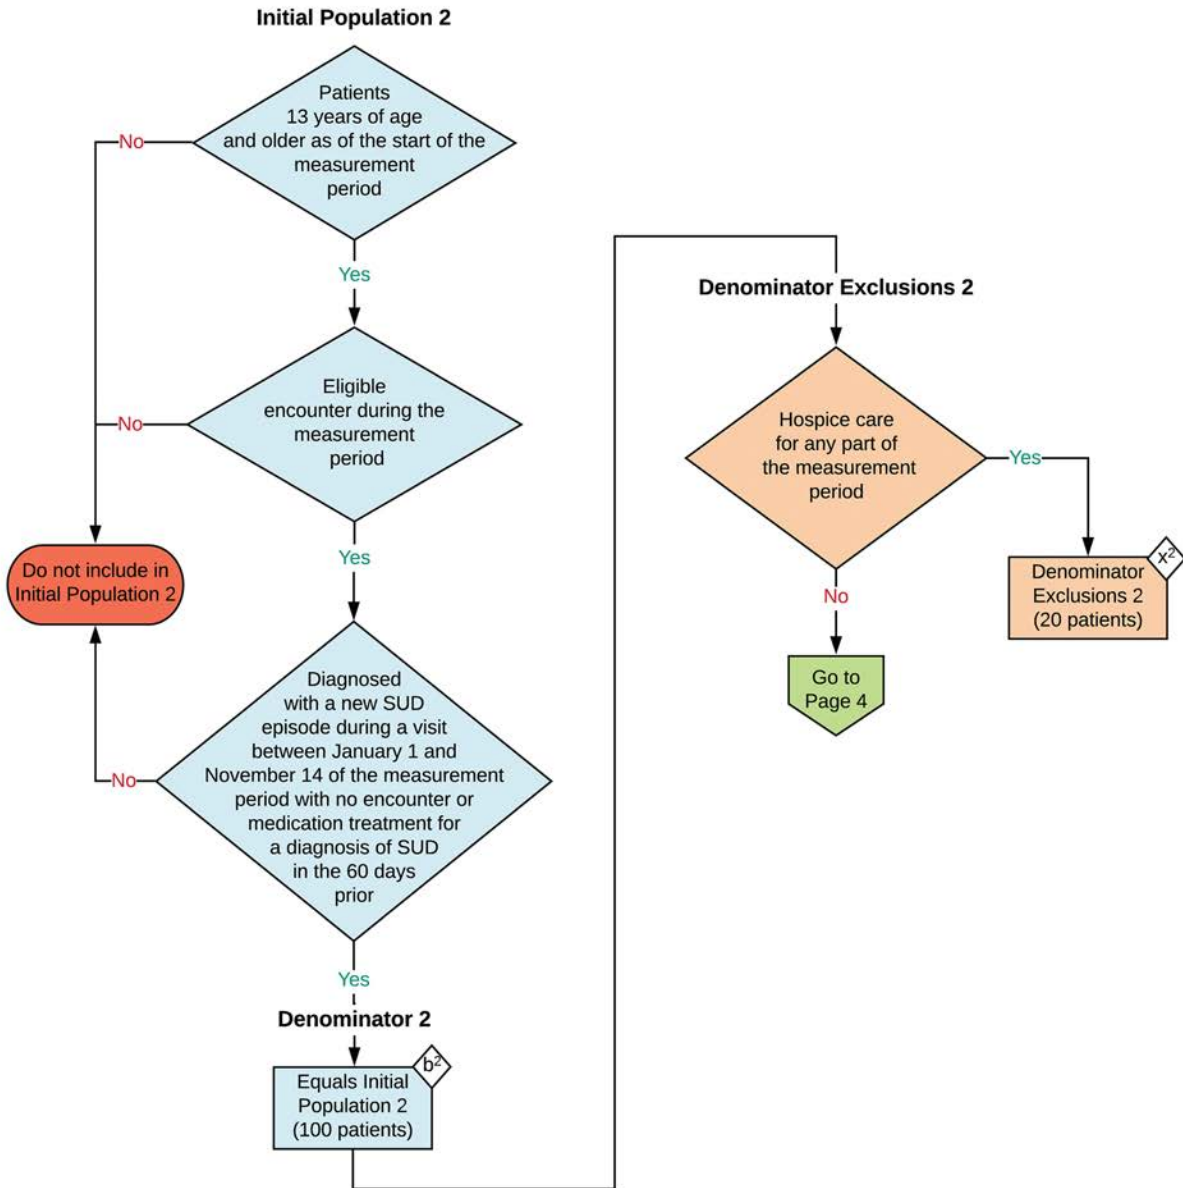 Initial Population 2
Patients
13 years of age
and older as of the start of the
measurement
period
No
Yes
Eligible
encounter during the
measurement
period
No
Yes
Do not include in
Initial Population 2
Diagnosed
with a new SUD
episode during a visit
between January 1 and
November 14 of the measurement
period with no encounter or
medication treatment for
a diagnosis of SUD
in the 60 days
prior
No
Yes
Denominator 2
b²
Equals Initial
Population 2
(100 patients)
Denominator Exclusions 2
Hospice care
for any part of
the measurement
period
Yes
x²
Denominator
Exclusions 2
(20 patients)
No
Go to
Page 4